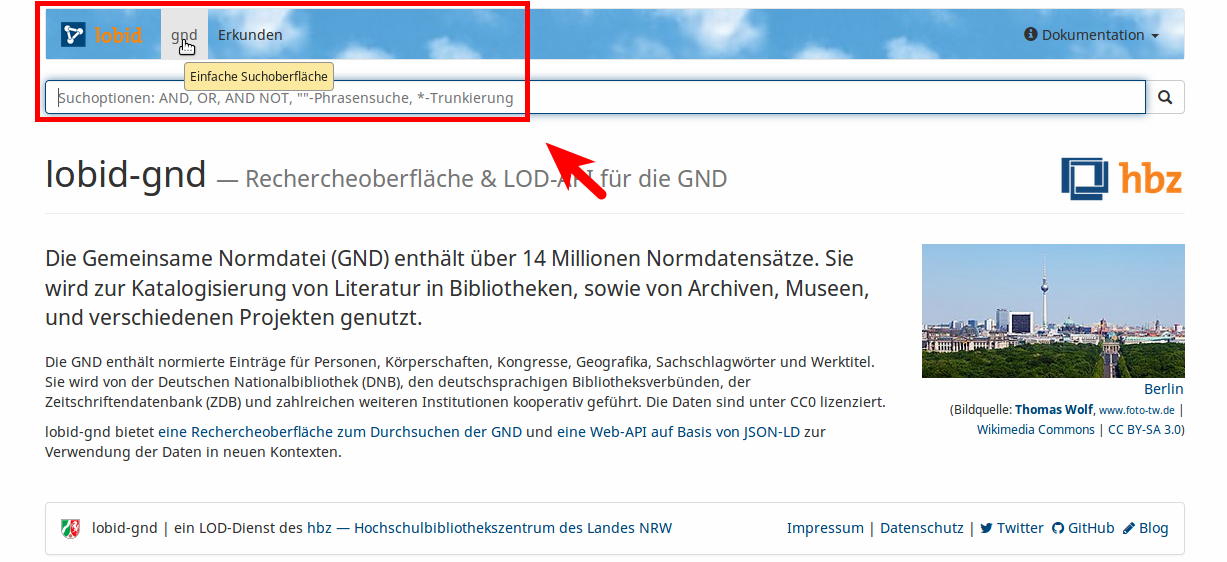 lobid gnd Erkunden Dokumentation
Einfache Suchoberfläche
Suchoptionen: AND, OR, AND NOT, ""-Phrasensuche, *-Trunkierung
lobid-gnd — Rechercheoberfläche & LOD-API für die GND
hbz
Die Gemeinsame Normdatei (GND) enthält über 14 Millionen Normdatensätze. Sie
wird zur Katalogisierung von Literatur in Bibliotheken, sowie von Archiven, Museen,
und verschiedenen Projekten genutzt.
Die GND enthält normierte Einträge für Personen, Körperschaften, Kongresse, Geografika, Sachschlagwörter und Werktitel.
Sie wird von der Deutschen Nationalbibliothek (DNB), den deutschsprachigen Bibliotheksverbünden, der
Zeitschriftendatenbank (ZDB) und zahlreichen weiteren Institutionen kooperativ geführt. Die Daten sind unter CC0 lizenziert.
lobid-gnd bietet eine Rechercheoberfläche zum Durchsuchen der GND und eine Web-API auf Basis von JSON-LD zur
Verwendung der Daten in neuen Kontexten.
Berlin
(Bildquelle: Thomas Wolf, www.foto-tw.de |
Wikimedia Commons | CC BY-SA 3.0)
lobid-gnd | ein LOD-Dienst des hbz — Hochschulbibliothekszentrum des Landes NRW
Impressum | Datenschutz | Twitter GitHub Blog